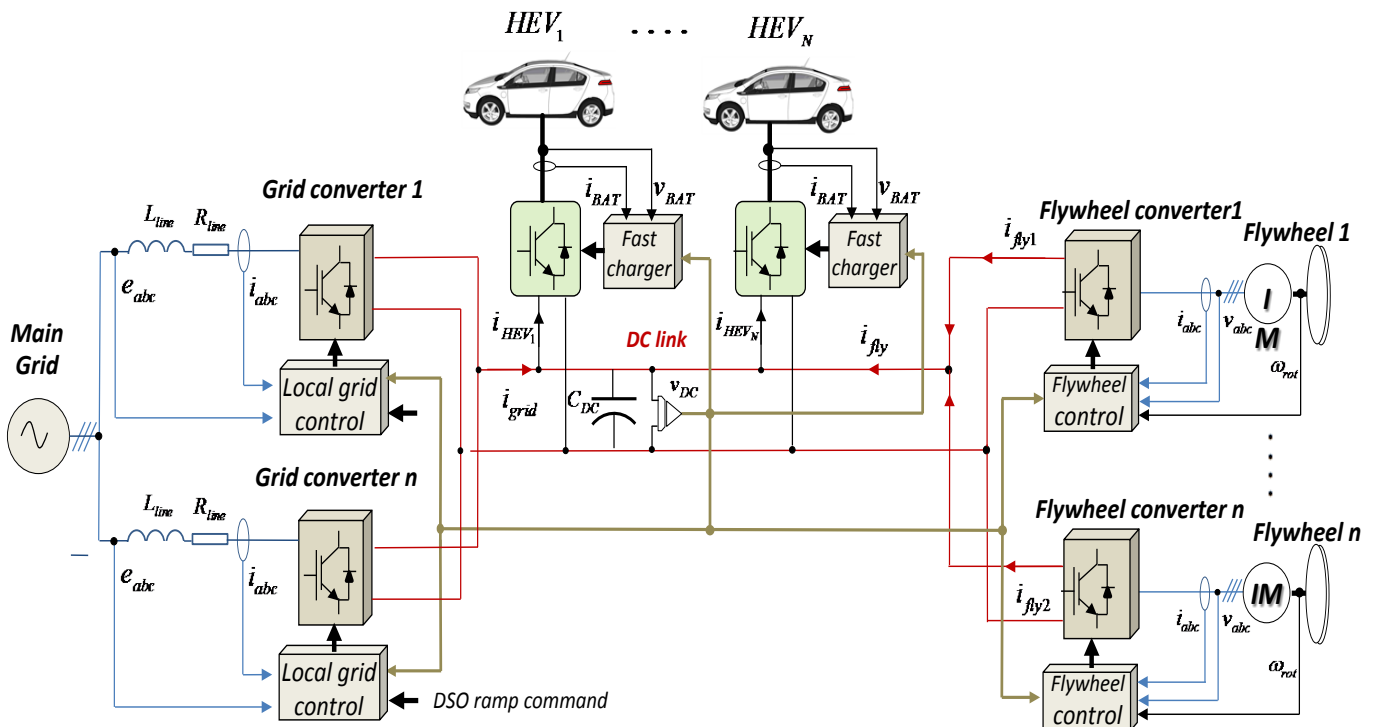 HEV1 . . . . HEVN
Grid converter 1
Lline Rline
iabc
eabc
Main
Grid
Local grid
control
iBAT vBAT
Fast
charger
iHEV1
iBAT vBAT
Fast
charger
iHEVN
DC link
igrid
CDC
vDC
ifly
ifly1
Flywheel converter1
Flywheel 1
iabc
vabc
I
M
ωrot
Flywheel
control
Grid converter n
Lline Rline
iabc
eabc
Local grid
control
DSO ramp command
Flywheel converter n
Flywheel n
ifly2
iabc
vabc
IM
ωrot
Flywheel
control